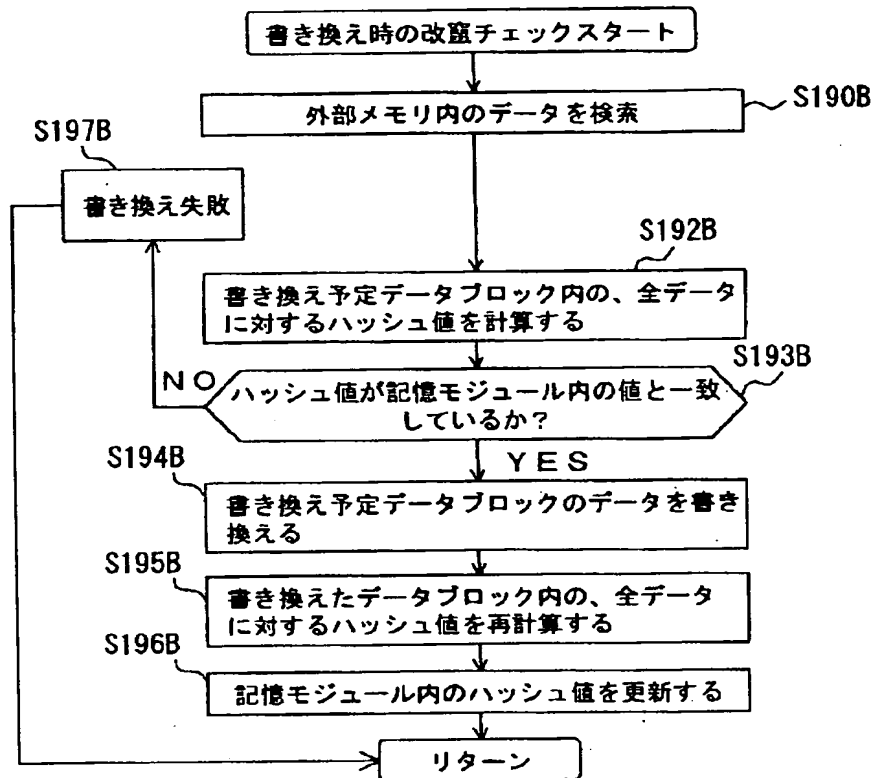 書き換え時の改竄チェックスタート
S190B
外部メモリ内のデータを検索
S197B
書き換え失敗
S192B
書き換え予定データブロック内の、全データ
に対するハッシュ値を計算する
S193B
NO
ハッシュ値が記憶モジュール内の値と一致
しているか?
YES
S194B
書き換え予定データブロックのデータを書き
換える
S195B
書き換えたデータブロック内の、全データ
に対するハッシュ値を再計算する
S196B
記憶モジュール内のハッシュ値を更新する
リターン